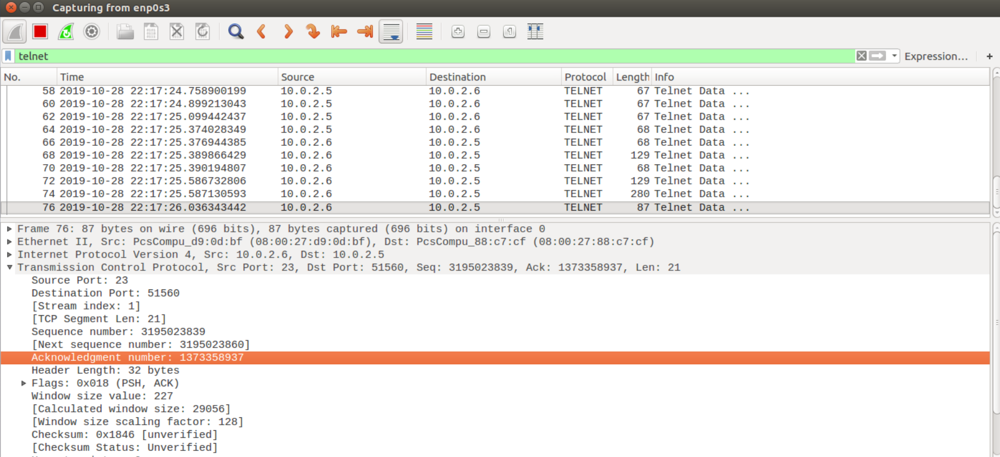 Capturing from enp0s3
telnet Expression... +
No. Time Source Destination Protocol Length Info
58 2019-10-28 22:17:24.758900199 10.0.2.5 10.0.2.6 TELNET 67 Telnet Data ...
60 2019-10-28 22:17:24.899213043 10.0.2.5 10.0.2.6 TELNET 67 Telnet Data ...
62 2019-10-28 22:17:25.099442437 10.0.2.5 10.0.2.6 TELNET 67 Telnet Data ...
64 2019-10-28 22:17:25.374028349 10.0.2.5 10.0.2.6 TELNET 68 Telnet Data ...
66 2019-10-28 22:17:25.376944385 10.0.2.6 10.0.2.5 TELNET 68 Telnet Data ...
68 2019-10-28 22:17:25.389866429 10.0.2.6 10.0.2.5 TELNET 129 Telnet Data ...
70 2019-10-28 22:17:25.390194807 10.0.2.6 10.0.2.5 TELNET 68 Telnet Data ...
72 2019-10-28 22:17:25.586732806 10.0.2.6 10.0.2.5 TELNET 129 Telnet Data ...
74 2019-10-28 22:17:25.587130593 10.0.2.6 10.0.2.5 TELNET 280 Telnet Data ...
76 2019-10-28 22:17:26.036343442 10.0.2.6 10.0.2.5 TELNET 87 Telnet Data ...
Frame 76: 87 bytes on wire (696 bits), 87 bytes captured (696 bits) on interface 0
Ethernet II, Src: PcsCompu_d9:0d:bf (08:00:27:d9:0d:bf), Dst: PcsCompu_88:c7:cf (08:00:27:88:c7:cf)
Internet Protocol Version 4, Src: 10.0.2.6, Dst: 10.0.2.5
Transmission Control Protocol, Src Port: 23, Dst Port: 51560, Seq: 3195023839, Ack: 1373358937, Len: 21
Source Port: 23
Destination Port: 51560
[Stream index: 1]
[TCP Segment Len: 21]
Sequence number: 3195023839
[Next sequence number: 3195023860]
Acknowledgment number: 1373358937
Header Length: 32 bytes
Flags: 0x018 (PSH, ACK)
Window size value: 227
[Calculated window size: 29056]
[Window size scaling factor: 128]
Checksum: 0x1846 [unverified]
[Checksum Status: Unverified]